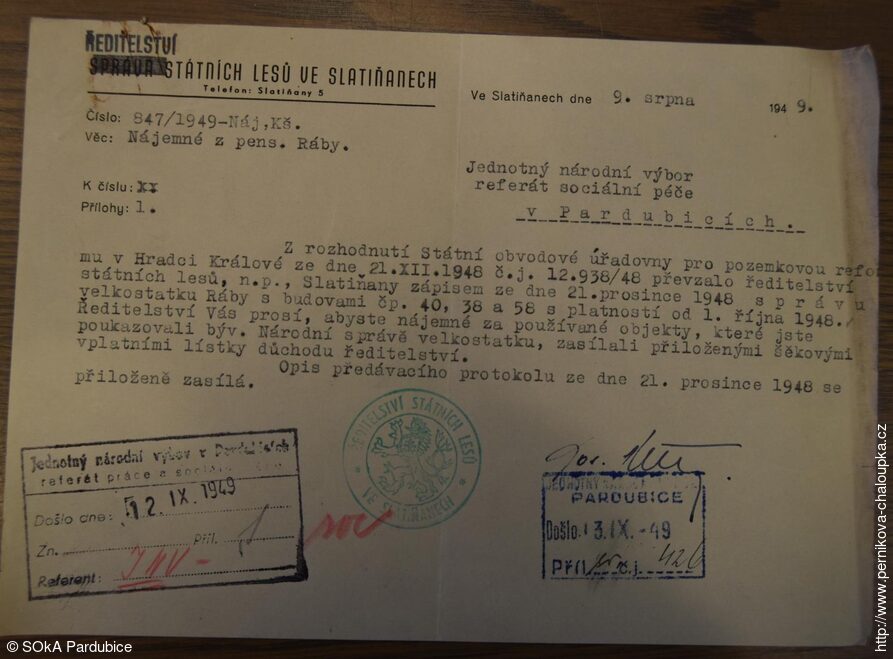 ŘEDITELSTVÍ
SPRÁVA STÁTNÍCH LESŮ VE SLATIŇANECH
Telefon: Slatiňany 5
Ve Slatiňanech dne 9. srpna 1949.
Číslo: 847/1949-Náj,Kš.
Věc: Nájemné z pens. Ráby.
Jednotný národní výbor
referát sociální péče
v Pardubicích.
K číslu: xx
Přílohy: 1.
Z rozhodnutí Státní obvodové úřadovny pro pozemkovou refor
mu v Hradci Králové ze dne 21.XII.1948 č.j. 12.938/48 převzalo ředitelství
státních lesů, n.p., Slatiňany zápisem ze dne 21.prosince 1948 správu
velkostatku Ráby s budovami čp. 40, 38 a 58 s platností od 1. října 1948.
Ředitelství Vás prosí, abyste nájemné za používané objekty, které jste
poukazovali býv. Národní správě velkostatku, zasílali přiloženými šekovými
vplatními lístky důchodu ředitelství.
Opis předávacího protokolu ze dne 21. prosince 1948 se
přiloženě zasílá.
ŘEDITELSTVÍ STÁTNÍCH LESŮ
VE SLATIŇANECH
Jednotný národní výbor v Pardubicích
referát práce a sociální
Došlo dne: 12. IX. 1949
Zn. Příl.
Referent:
soc
PARDUBICE
Došlo: 3. IX. -49
Příl. č.j.
© SOkA Pardubice
http://www.pernikova-chaloupka.cz